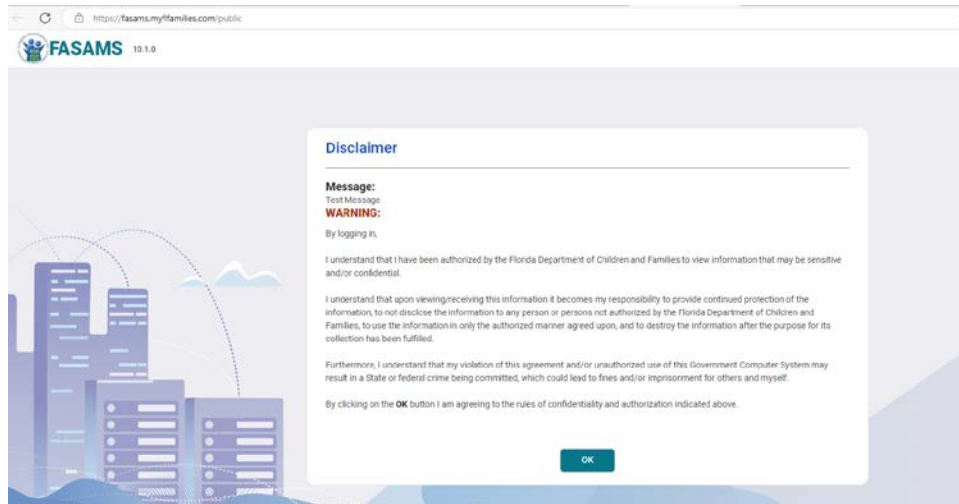 https://fasams.myflfamilies.com/public
FASAMS 10.1.0
Disclaimer
Message:
Test Message
WARNING:
By logging in,
I understand that I have been authorized by the Florida Department of Children and Families to view information that may be sensitive
and/or confidential.
I understand that upon viewing/receiving this information it becomes my responsibility to provide continued protection of the
information, to not disclose the information to any person or persons not authorized by the Florida Department of Children and
Families, to use the information in only the authorized manner agreed upon, and to destroy the information after the purpose for its
collection has been fulfilled.
Furthermore, I understand that my violation of this agreement and/or unauthorized use of this Government Computer System may
result in a State or federal crime being committed, which could lead to fines and/or imprisonment for others and myself.
By clicking on the OK button I am agreeing to the rules of confidentiality and authorization indicated above.
OK